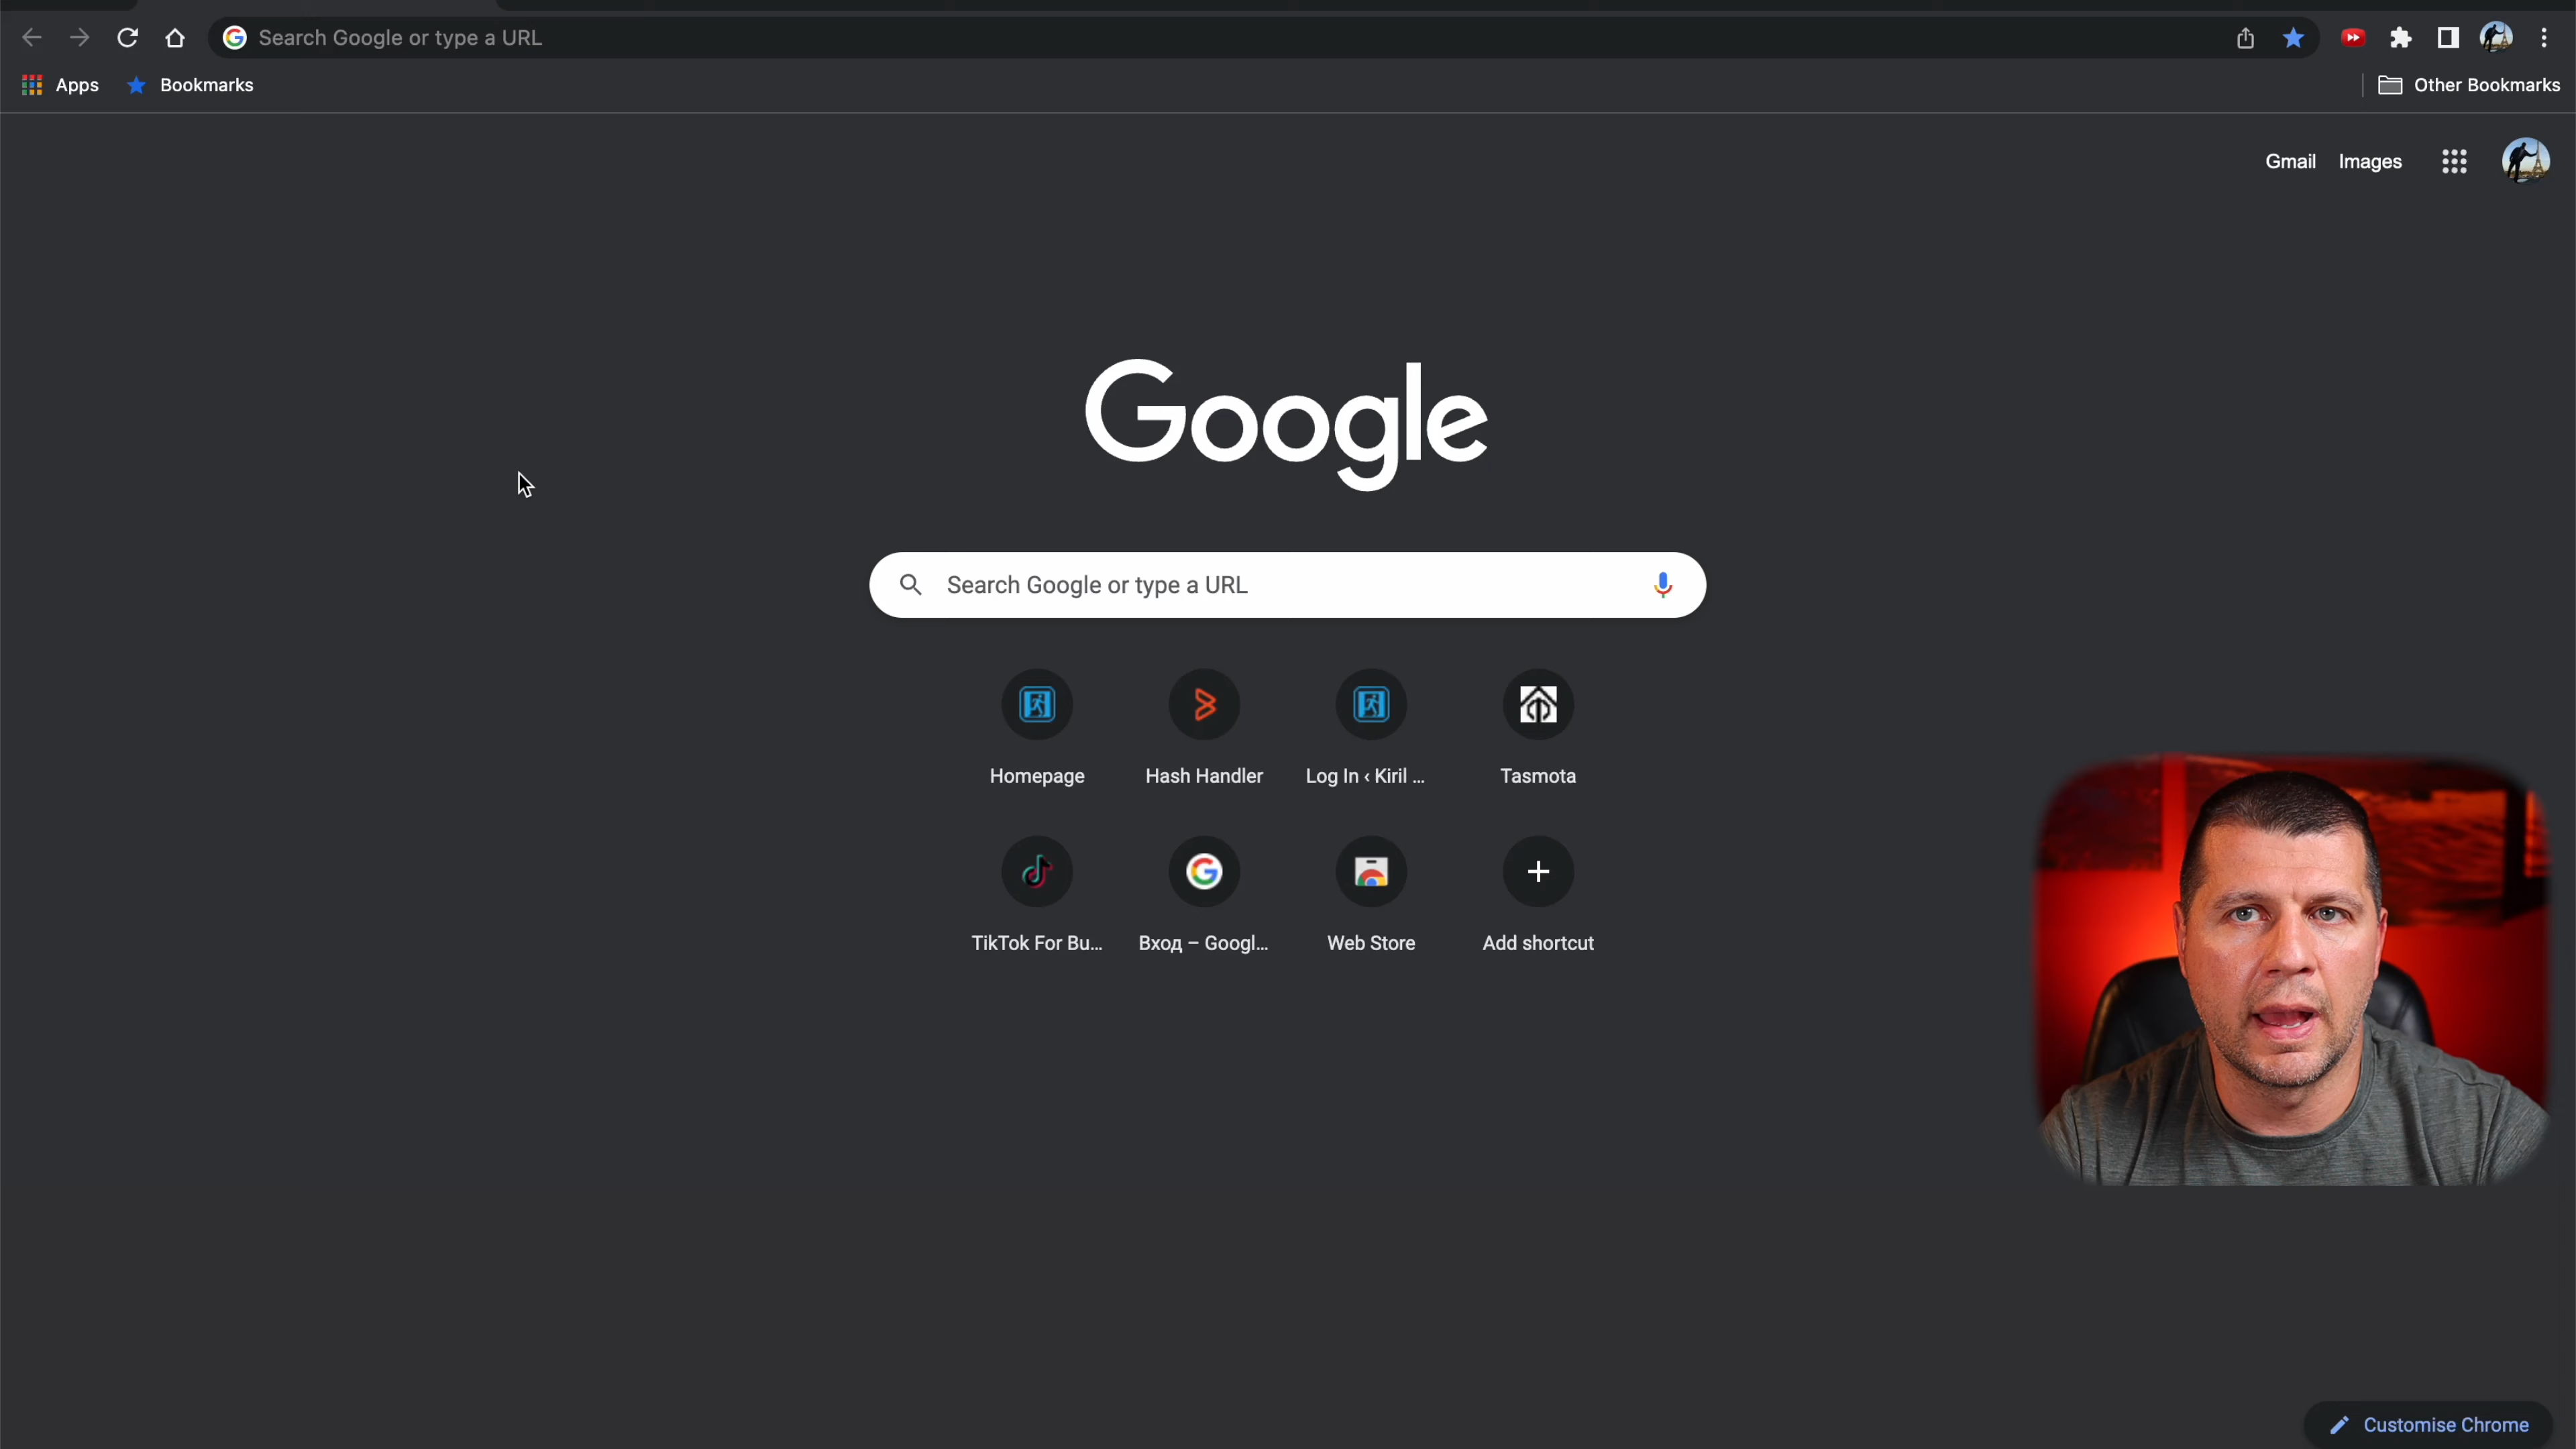 Search Google or type a URL
Apps
Bookmarks
Other Bookmarks
Gmail
Images
Google
Search Google or type a URL
Homepage
Hash Handler
Log In ‹ Kiril ...
Tasmota
TikTok For Bu...
Вход – Googl...
Web Store
Add shortcut
Customise Chrome